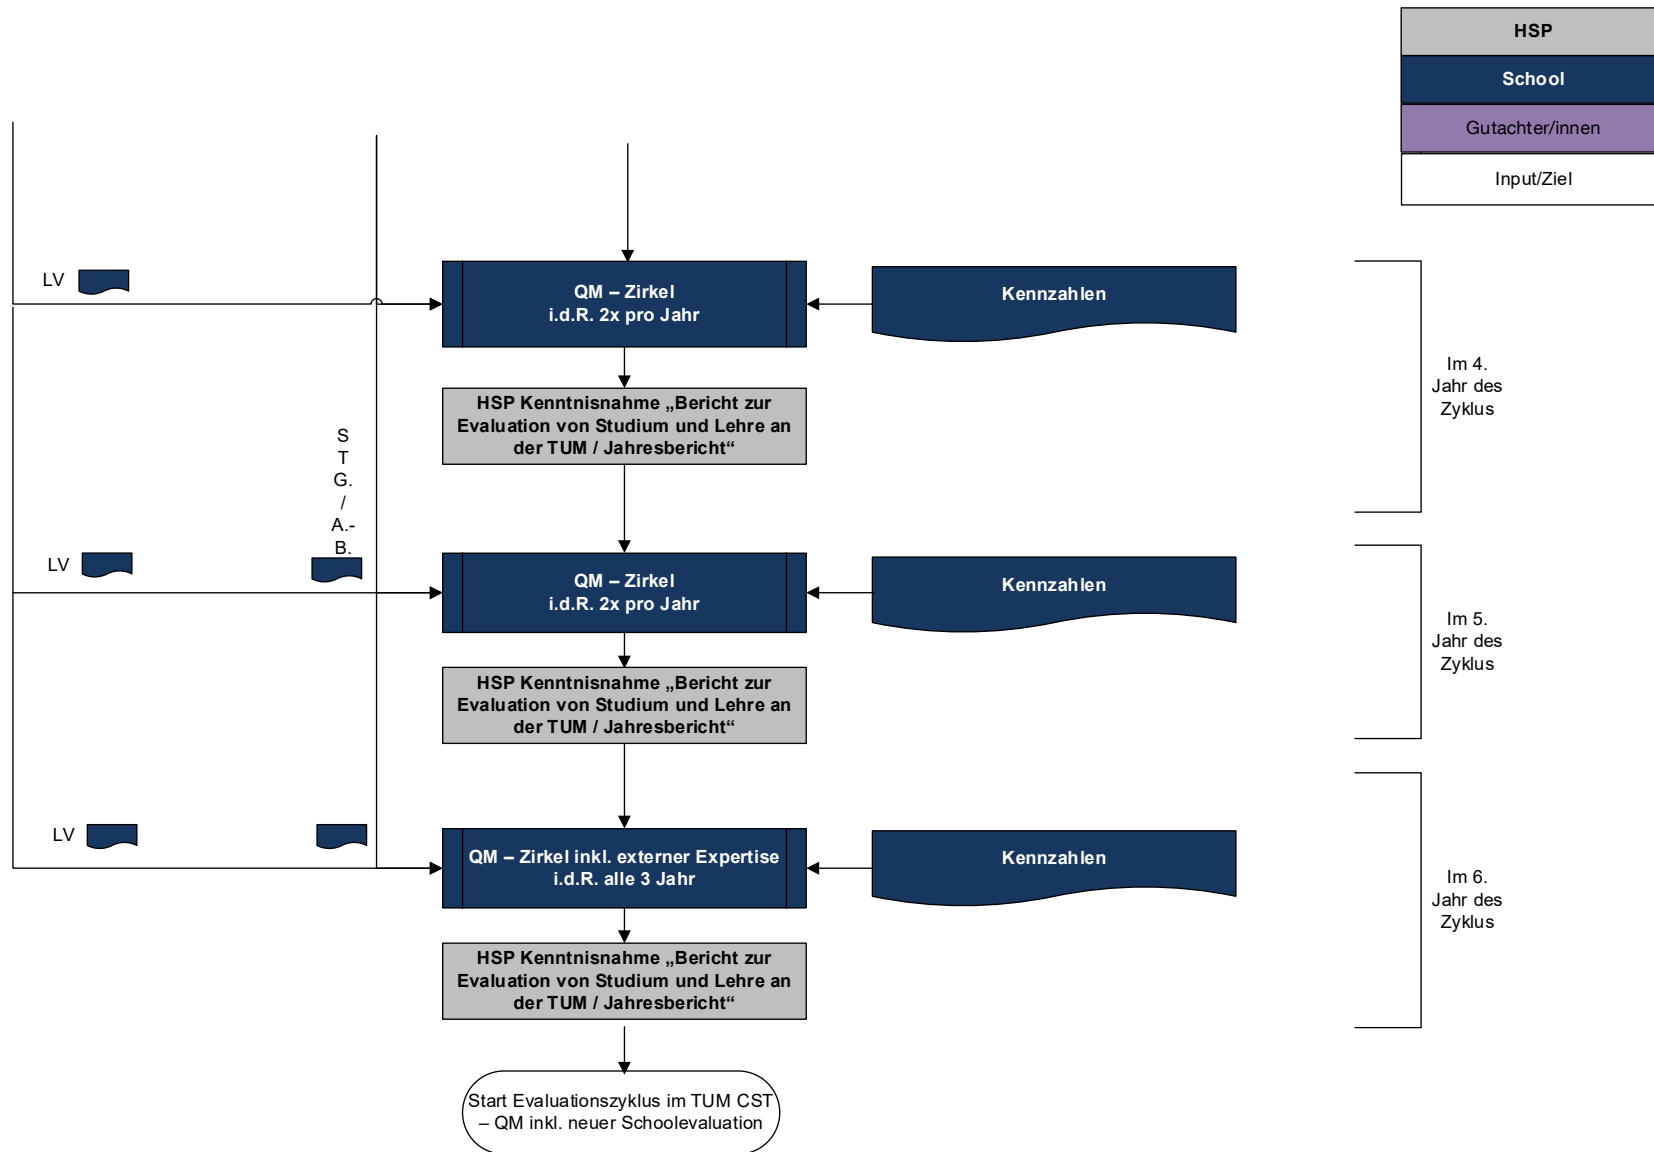 HSP
School
Gutachter/innen
Input/Ziel
LV
QM – Zirkel
i.d.R. 2x pro Jahr
Kennzahlen
Im 4.
Jahr des
Zyklus
HSP Kenntnisnahme „Bericht zur
Evaluation von Studium und Lehre an
der TUM / Jahresbericht“
S
T
G.
/
A.-
B.
LV
QM – Zirkel
i.d.R. 2x pro Jahr
Kennzahlen
Im 5.
Jahr des
Zyklus
HSP Kenntnisnahme „Bericht zur
Evaluation von Studium und Lehre an
der TUM / Jahresbericht“
LV
QM – Zirkel inkl. externer Expertise
i.d.R. alle 3 Jahr
Kennzahlen
Im 6.
Jahr des
Zyklus
HSP Kenntnisnahme „Bericht zur
Evaluation von Studium und Lehre an
der TUM / Jahresbericht“
Start Evaluationszyklus im TUM CST
– QM inkl. neuer Schoolevaluation